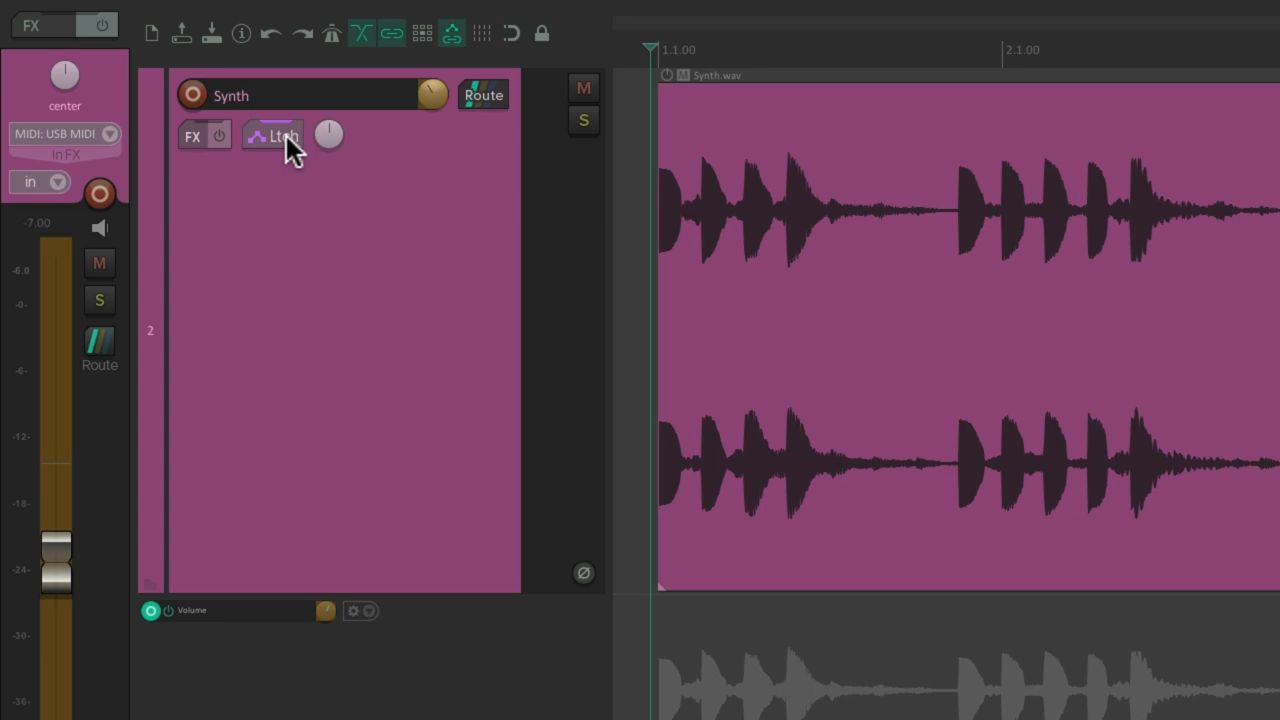 FX
center
MIDI: USB MIDI
In FX
in
-7.00
-6.0
-0-
-6-
-12-
-18-
-24-
-30-
-36-
M
S
Route
2
Synth
Route
FX
Ltch
M
S
Volume
1.1.00
2.1.00
M
Synth.wav